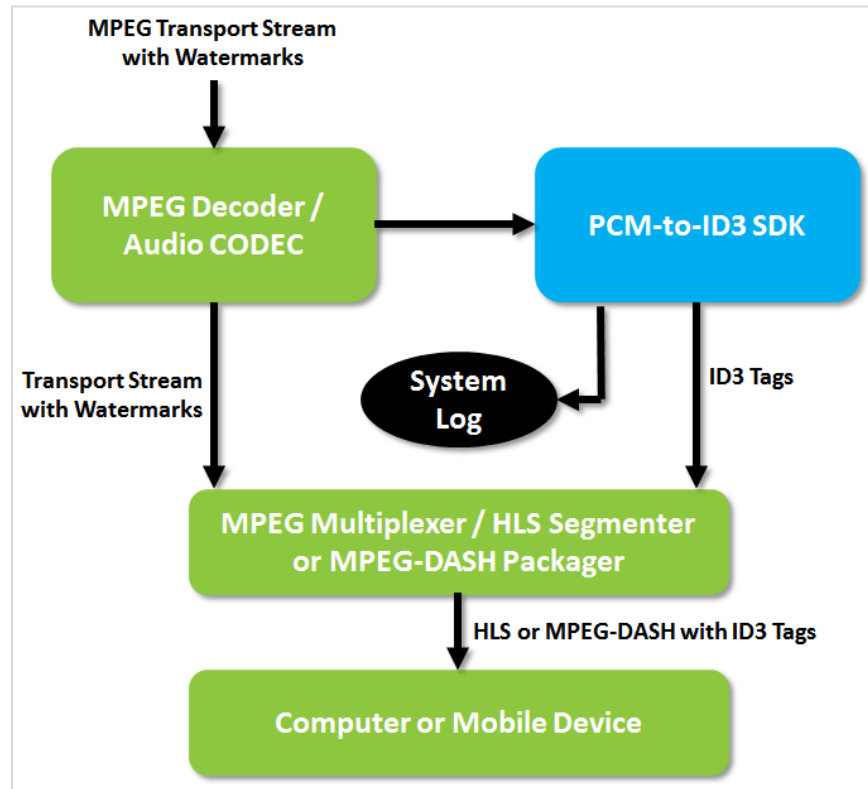 MPEG Transport Stream
with Watermarks
MPEG Decoder /
Audio CODEC
PCM-to-ID3 SDK
Transport Stream
with Watermarks
System
Log
ID3 Tags
MPEG Multiplexer / HLS Segmenter
or MPEG-DASH Packager
HLS or MPEG-DASH with ID3 Tags
Computer or Mobile Device